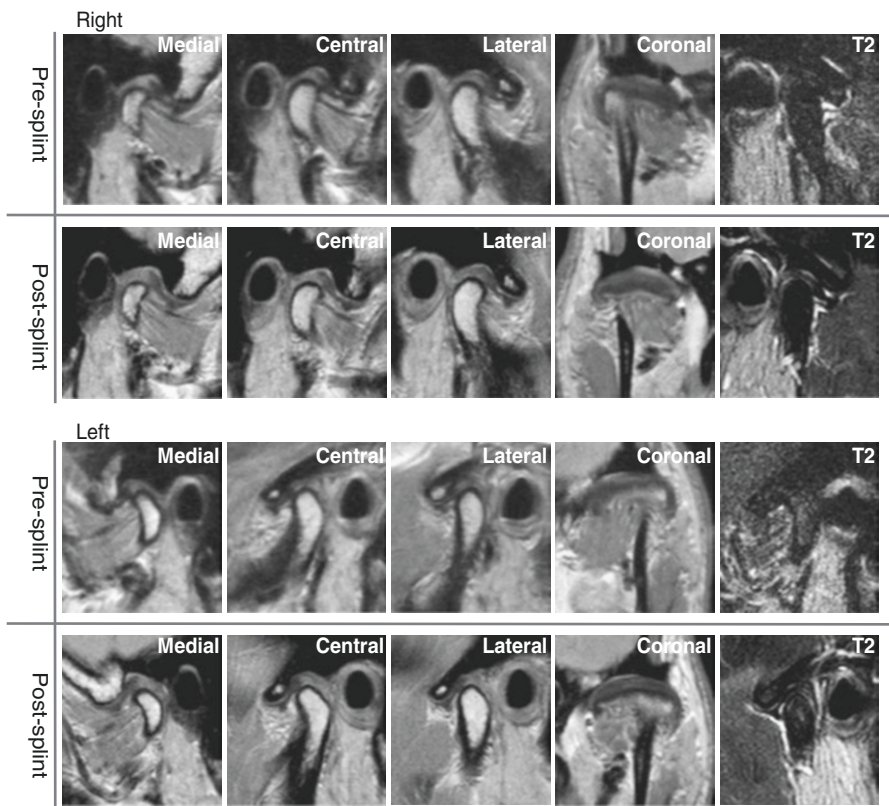 Right
Pre-splint
Medial
Central
Lateral
Coronal
T2
Post-splint
Medial
Central
Lateral
Coronal
T2
Left
Pre-splint
Medial
Central
Lateral
Coronal
T2
Post-splint
Medial
Central
Lateral
Coronal
T2